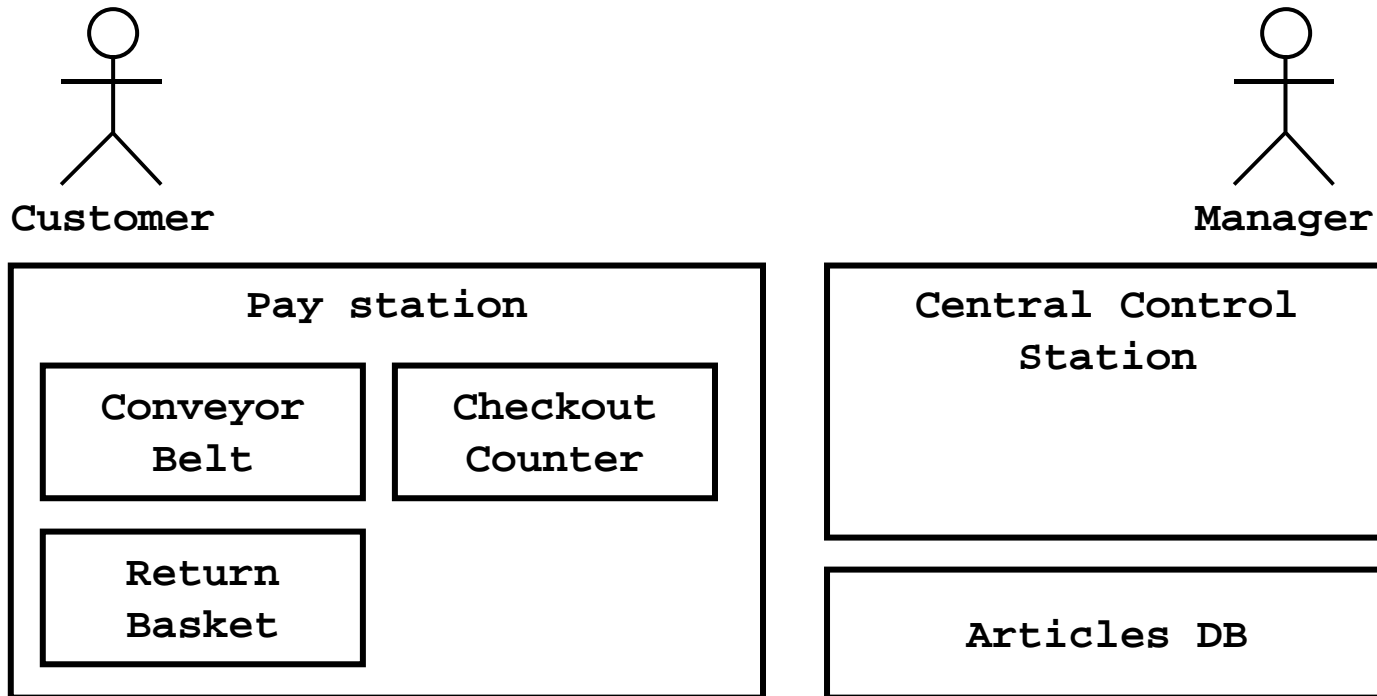 Customer
Manager
Pay station
Conveyor
Belt
Checkout
Counter
Return
Basket
Central Control
Station
Articles DB